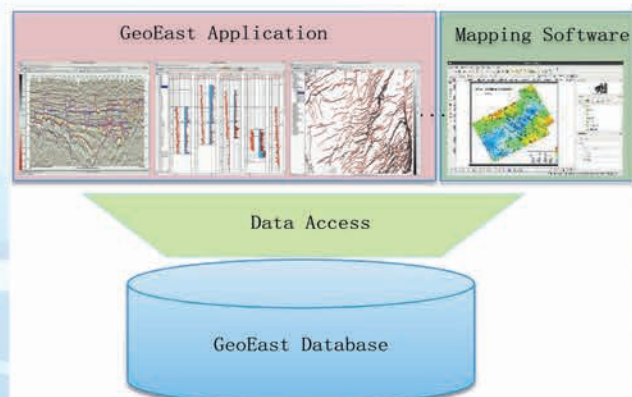 GeoEast Application
Mapping Software
Data Access
GeoEast Database